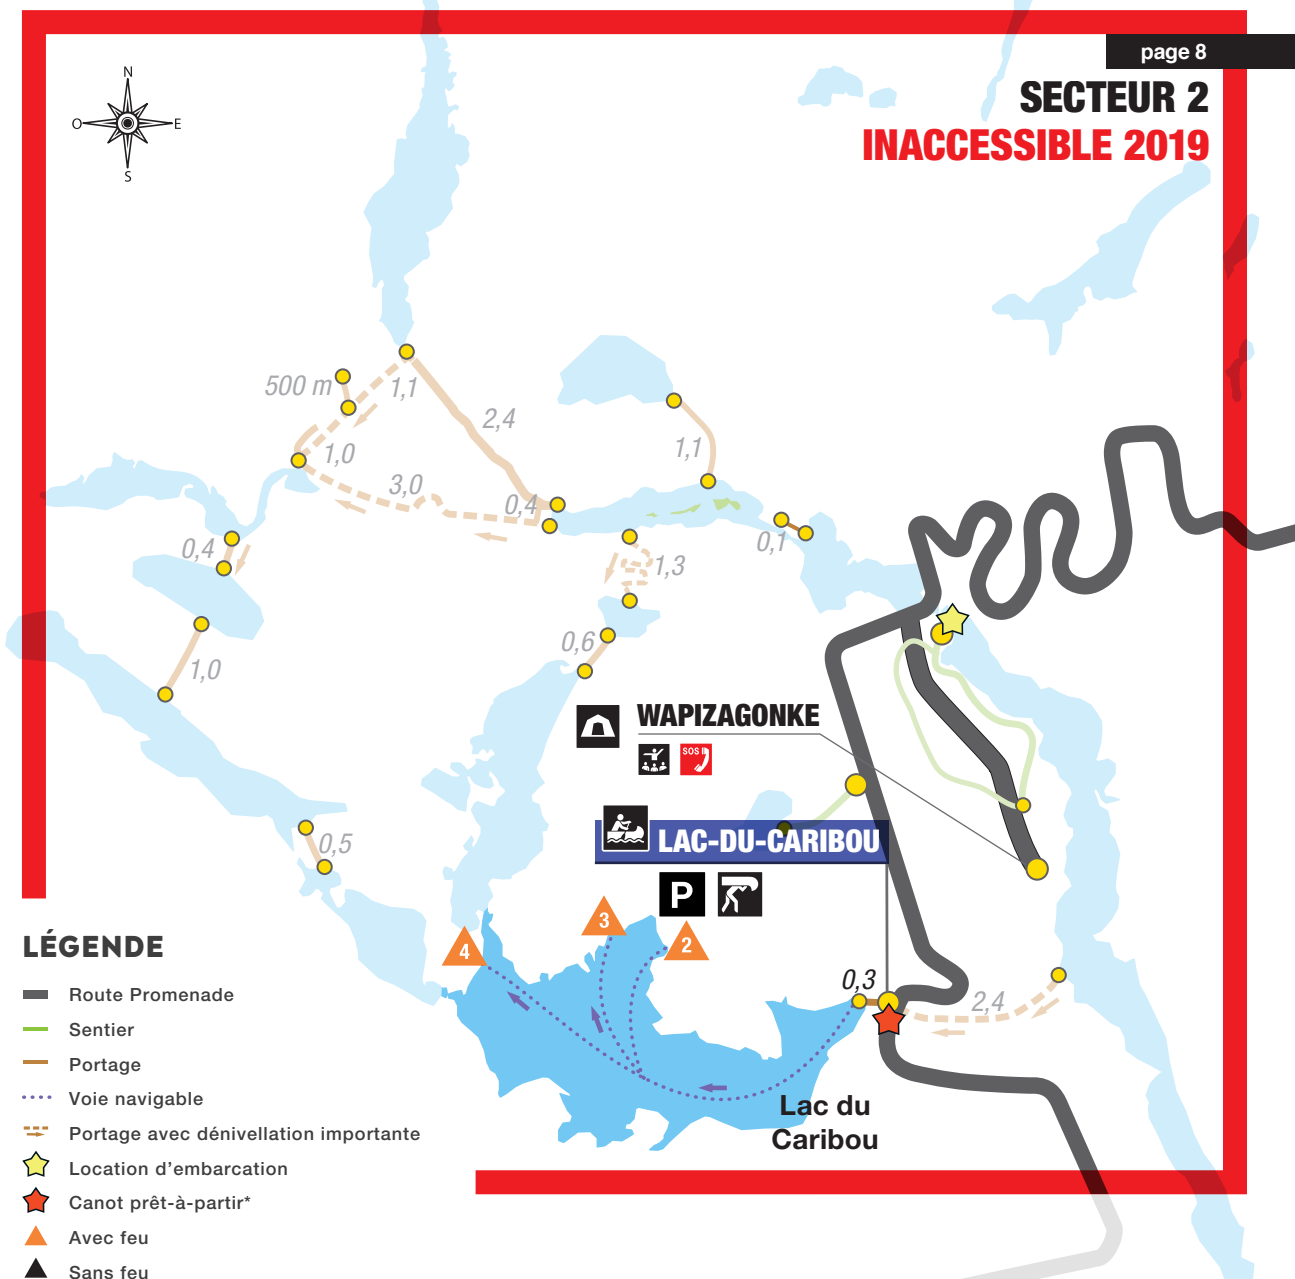 page 8
SECTEUR 2
INACCESSIBLE 2019
N
O
E
S
500 m
1,1
2,4
1,0
3,0
0,4
1,1
0,1
0,4
1,3
0,6
1,0
WAPIZAGONKE
SOS
LAC-DU-CARIBOU
0,5
P
3
2
4
0,3
2,4
Lac du
Caribou
LÉGENDE
Route Promenade
Sentier
Portage
Voie navigable
Portage avec dénivellation importante
Location d'embarcation
Canot prêt-à-partir*
Avec feu
Sans feu